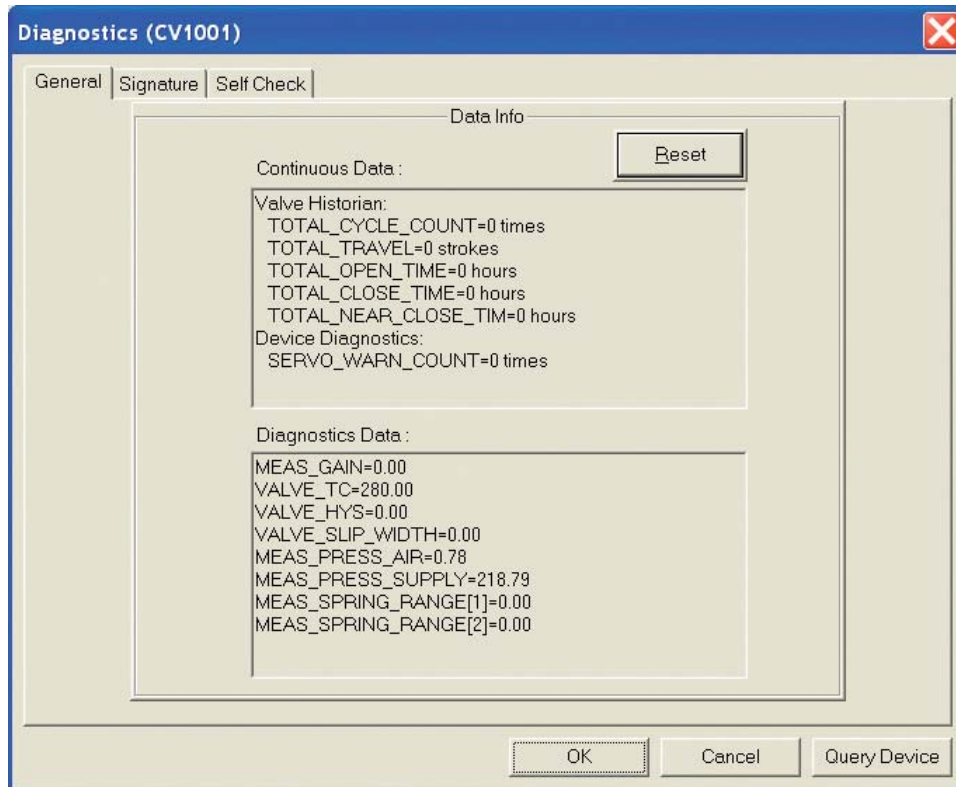 Diagnostics (CV1001)
General Signature Self Check
Data Info
Reset
Continuous Data :
Valve Historian:
TOTAL_CYCLE_COUNT=0 times
TOTAL_TRAVEL=0 strokes
TOTAL_OPEN_TIME=0 hours
TOTAL_CLOSE_TIME=0 hours
TOTAL_NEAR_CLOSE_TIM=0 hours
Device Diagnostics:
SERVO_WARN_COUNT=0 times
Diagnostics Data :
MEAS_GAIN=0.00
VALVE_TC=280.00
VALVE_HYS=0.00
VALVE_SLIP_WIDTH=0.00
MEAS_PRESS_AIR=0.78
MEAS_PRESS_SUPPLY=218.79
MEAS_SPRING_RANGE[1]=0.00
MEAS_SPRING_RANGE[2]=0.00
OK Cancel Query Device